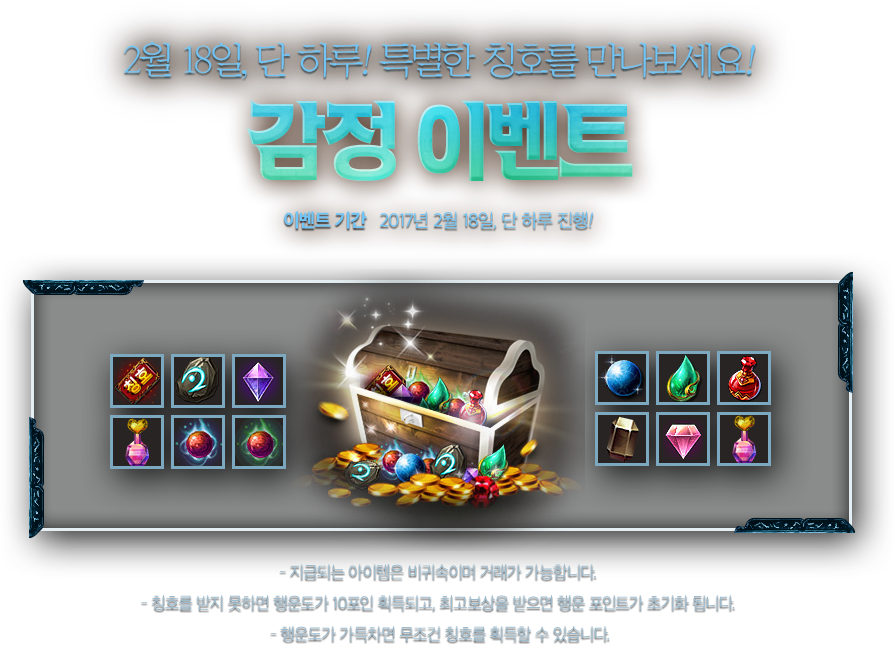 2월 18일, 단 하루! 특별한 칭호를 만나보세요!
감정 이벤트
이벤트 기간 2017년 2월 18일, 단 하루 진행!
칭호
칭호
- 지급되는 아이템은 비귀속이며 거래가 가능합니다.
- 칭호를 받지 못하면 행운도가 10포인 획득되고, 최고보상을 받으면 행운 포인트가 초기화 됩니다.
- 행운도가 가득차면 무조건 칭호를 획득할 수 있습니다.